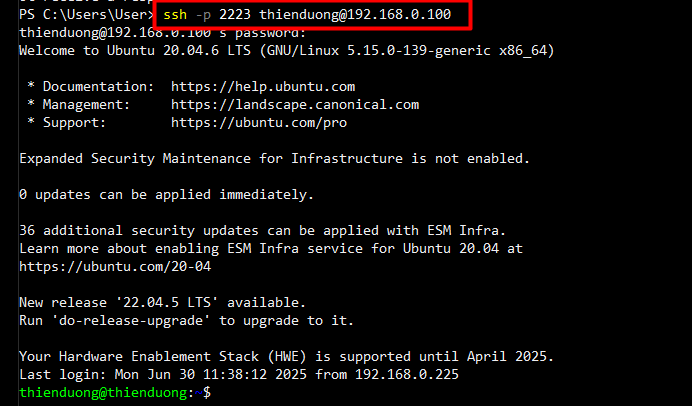 PS C:\Users\User> ssh -p 2223 thienduong@192.168.0.100
thienduong@192.168.0.100's password:
Welcome to Ubuntu 20.04.6 LTS (GNU/Linux 5.15.0-139-generic x86_64)
* Documentation:  https://help.ubuntu.com
* Management:     https://landscape.canonical.com
* Support:        https://ubuntu.com/pro
Expanded Security Maintenance for Infrastructure is not enabled.
0 updates can be applied immediately.
36 additional security updates can be applied with ESM Infra.
Learn more about enabling ESM Infra service for Ubuntu 20.04 at
https://ubuntu.com/20-04
New release '22.04.5 LTS' available.
Run 'do-release-upgrade' to upgrade to it.
Your Hardware Enablement Stack (HWE) is supported until April 2025.
Last login: Mon Jun 30 11:38:12 2025 from 192.168.0.225
thienduong@thienduong:~$